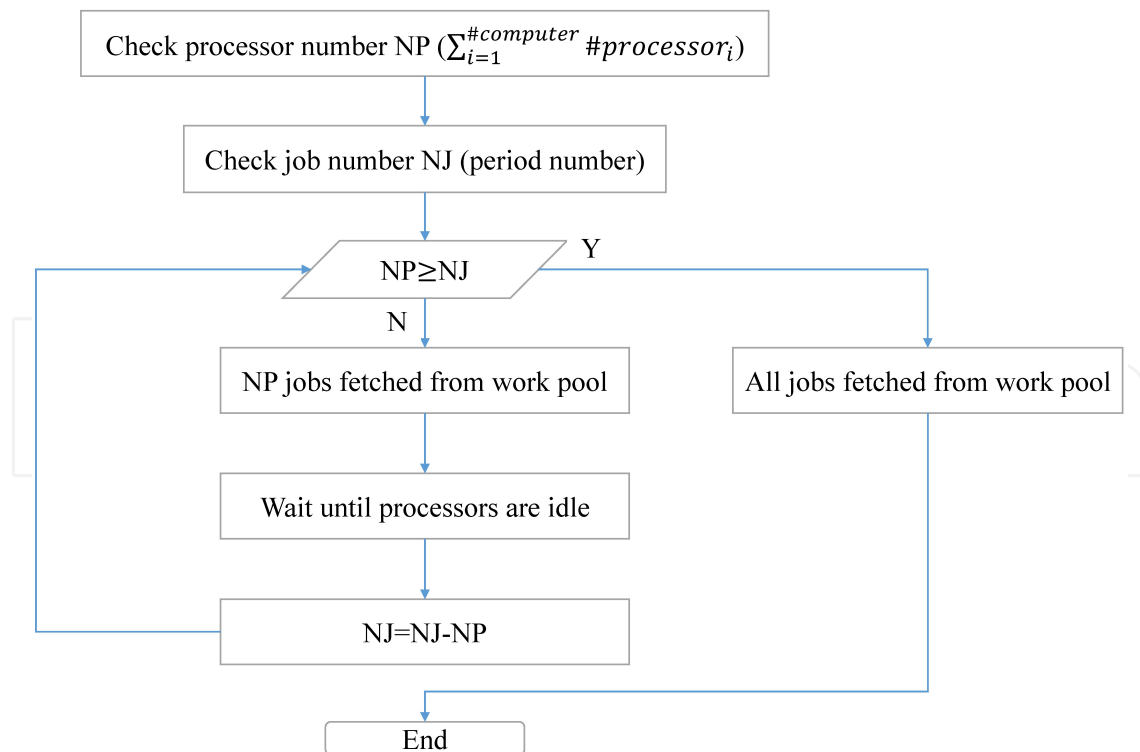 Check processor number NP (∑_{i=1}^{#computer} #processor_i)
Check job number NJ (period number)
NP≥NJ
Y
N
NP jobs fetched from work pool
All jobs fetched from work pool
Wait until processors are idle
NJ=NJ-NP
End